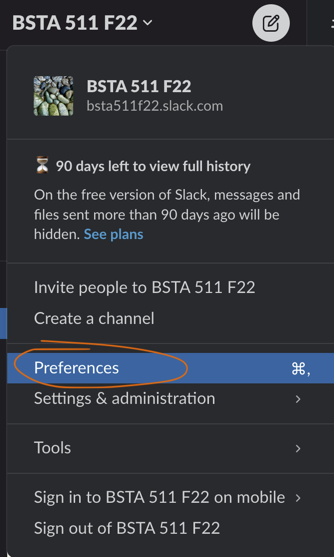 BSTA 511 F22
BSTA 511 F22
bsta511f22.slack.com
⏳ 90 days left to view full history
On the free version of Slack, messages and
files sent more than 90 days ago will be
hidden. See plans
Invite people to BSTA 511 F22
Create a channel
Preferences ⌘,
Settings & administration
Tools
Sign in to BSTA 511 F22 on mobile
Sign out of BSTA 511 F22